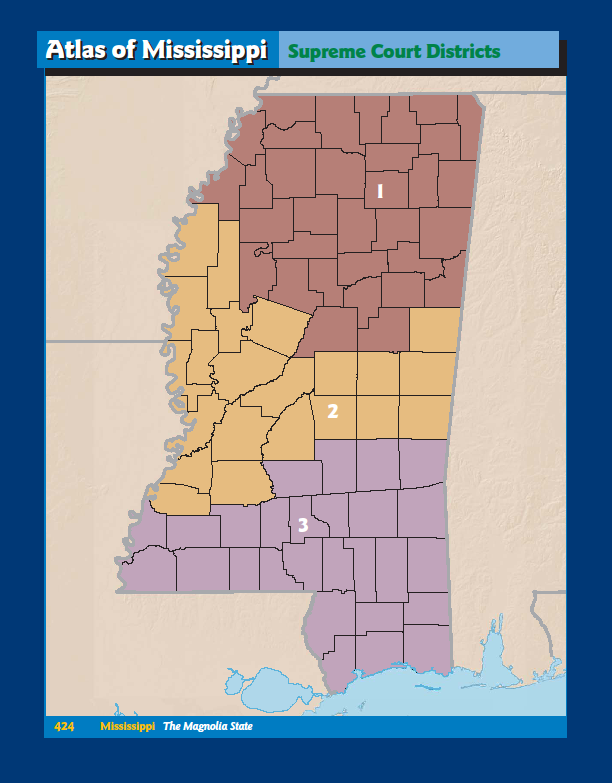 Atlas of Mississippi
Supreme Court Districts
1
2
3
424 Mississippi The Magnolia State